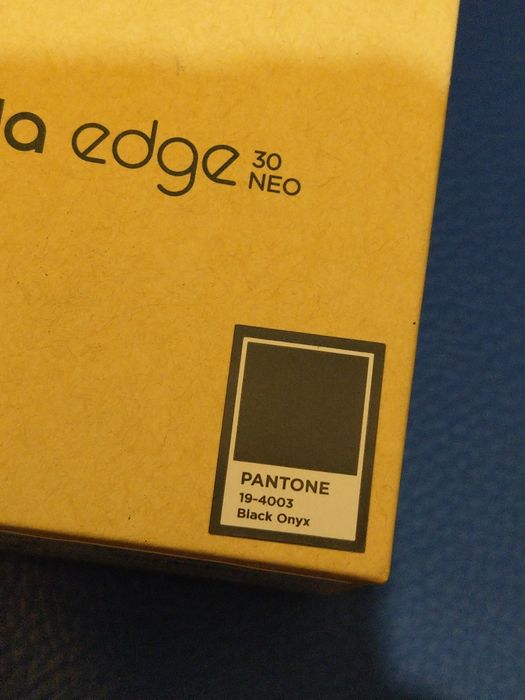 la edge 30
NEO
PANTONE
19-4003
Black Onyx